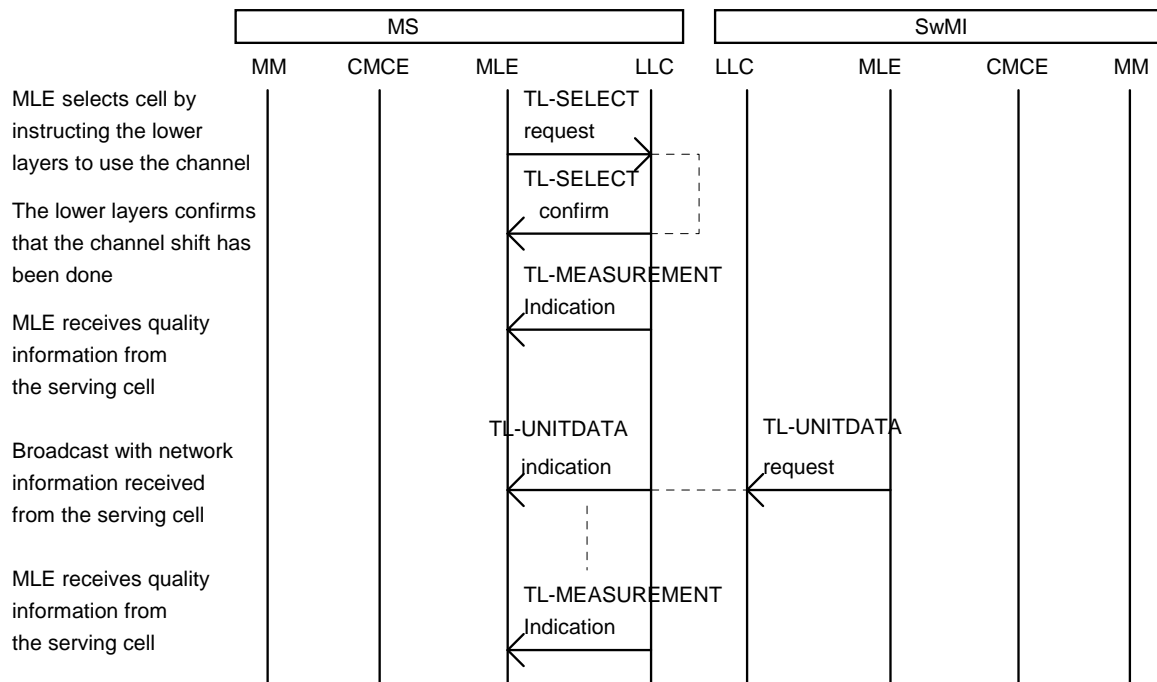 MS
SwMI
MM CMCE MLE LLC LLC MLE CMCE MM
MLE selects cell by
instructing the lower
layers to use the channel
TL-SELECT
request
The lower layers confirms
that the channel shift has
been done
TL-SELECT
confirm
TL-MEASUREMENT
Indication
MLE receives quality
information from
the serving cell
Broadcast with network
information received
from the serving cell
TL-UNITDATA
indication
TL-UNITDATA
request
MLE receives quality
information from
the serving cell
TL-MEASUREMENT
Indication